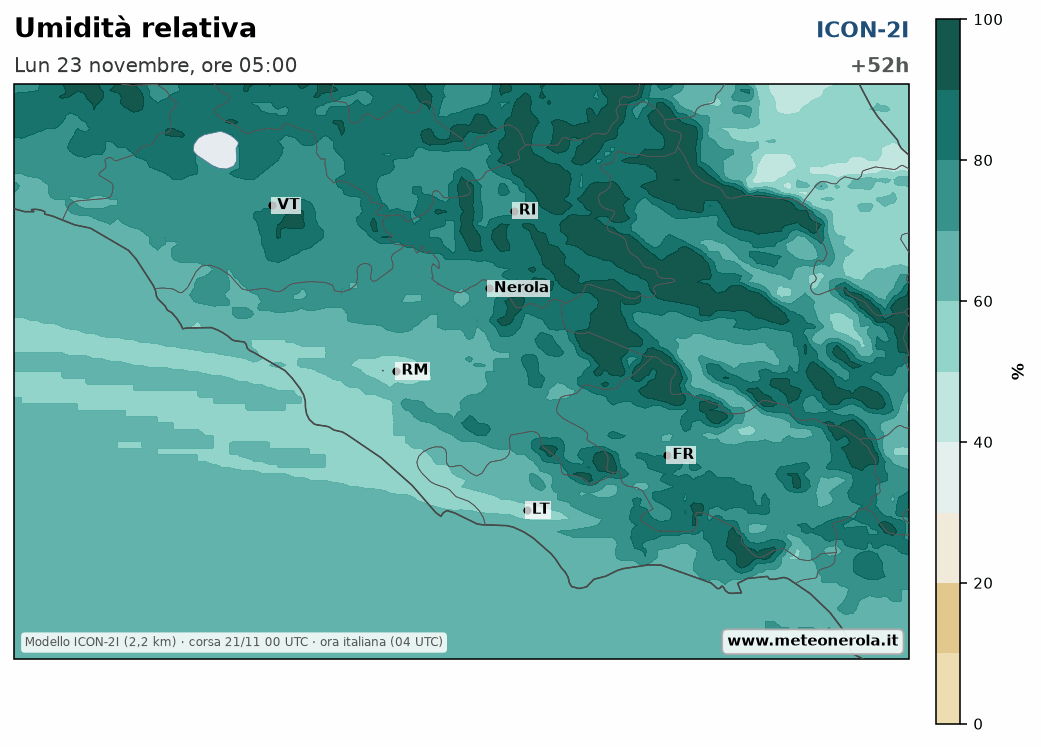 Umidità relativa
ICON-2I
Lun 23 novembre, ore 05:00
+52h
100
80
60
40
20
0
%
VT
RI
Nerola
RM
FR
LT
Modello ICON-2I (2,2 km) · corsa 21/11 00 UTC · ora italiana (04 UTC)
www.meteonerola.it